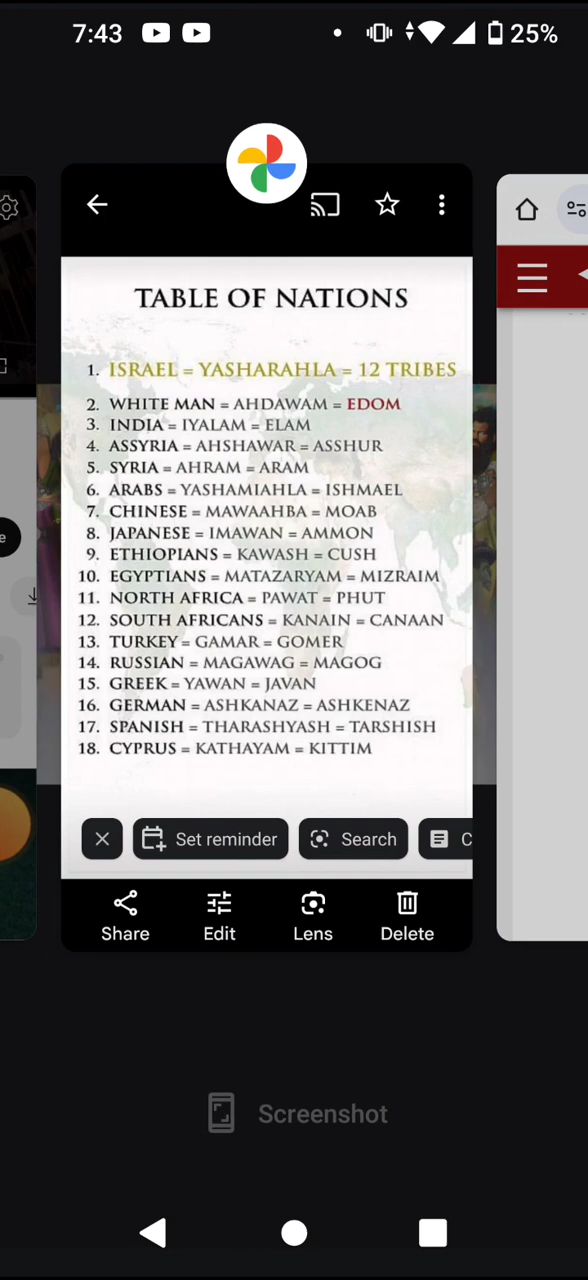 7:43
25%
TABLE OF NATIONS
1. ISRAEL = YASHARAHLA = 12 TRIBES
2. WHITE MAN = AHDAWAM = EDOM
3. INDIA = IYALAM = ELAM
4. ASSYRIA = AHSHAWAR = ASSHUR
5. SYRIA = AHRAM = ARAM
6. ARABS = YASHAMIAHLA = ISHMAEL
7. CHINESE = MAWAAHBA = MOAB
8. JAPANESE = IMAWAN = AMMON
9. ETHIOPIANS = KAWASH = CUSH
10. EGYPTIANS = MATAZARYAM = MIZRAIM
11. NORTH AFRICA = PAWAT = PHUT
12. SOUTH AFRICANS = KANAIN = CANAAN
13. TURKEY = GAMAR = GOMER
14. RUSSIAN = MAGAWAG = MAGOG
15. GREEK = YAWAN = JAVAN
16. GERMAN = ASHKANAZ = ASHKENAZ
17. SPANISH = THARASHYASH = TARSHISH
18. CYPRUS = KATHAYAM = KITTIM
e
Set reminder Search C
Share Edit Lens Delete
Screenshot